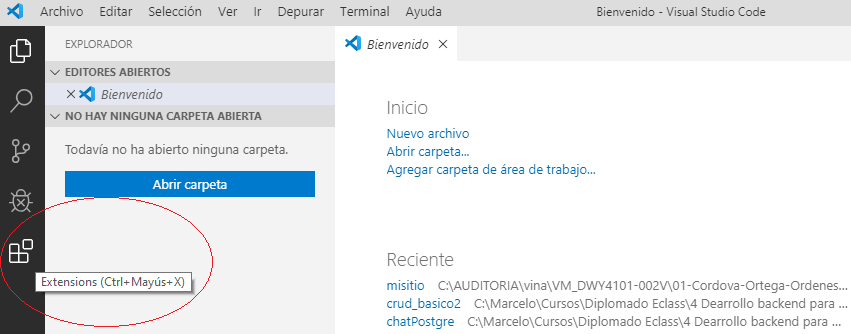 Archivo Editar Selección Ver Ir Depurar Terminal Ayuda Bienvenido - Visual Studio Code
EXPLORADOR
EDITORES ABIERTOS
Bienvenido
NO HAY NINGUNA CARPETA ABIERTA
Todavía no ha abierto ninguna carpeta.
Abrir carpeta
Extensions (Ctrl+Mayús+X)
Bienvenido
Inicio
Nuevo archivo
Abrir carpeta...
Agregar carpeta de área de trabajo...
Reciente
misitio C:\AUDITORIA\vina\VM_DWY4101-002V\01-Cordova-Ortega-Ordenes...
crud_basico2 C:\Marcelo\Cursos\Diplomado Eclass\4 Dearrollo backend para ...
chatPostgre C:\Marcelo\Cursos\Diplomado Eclass\4 Dearrollo backend para ...